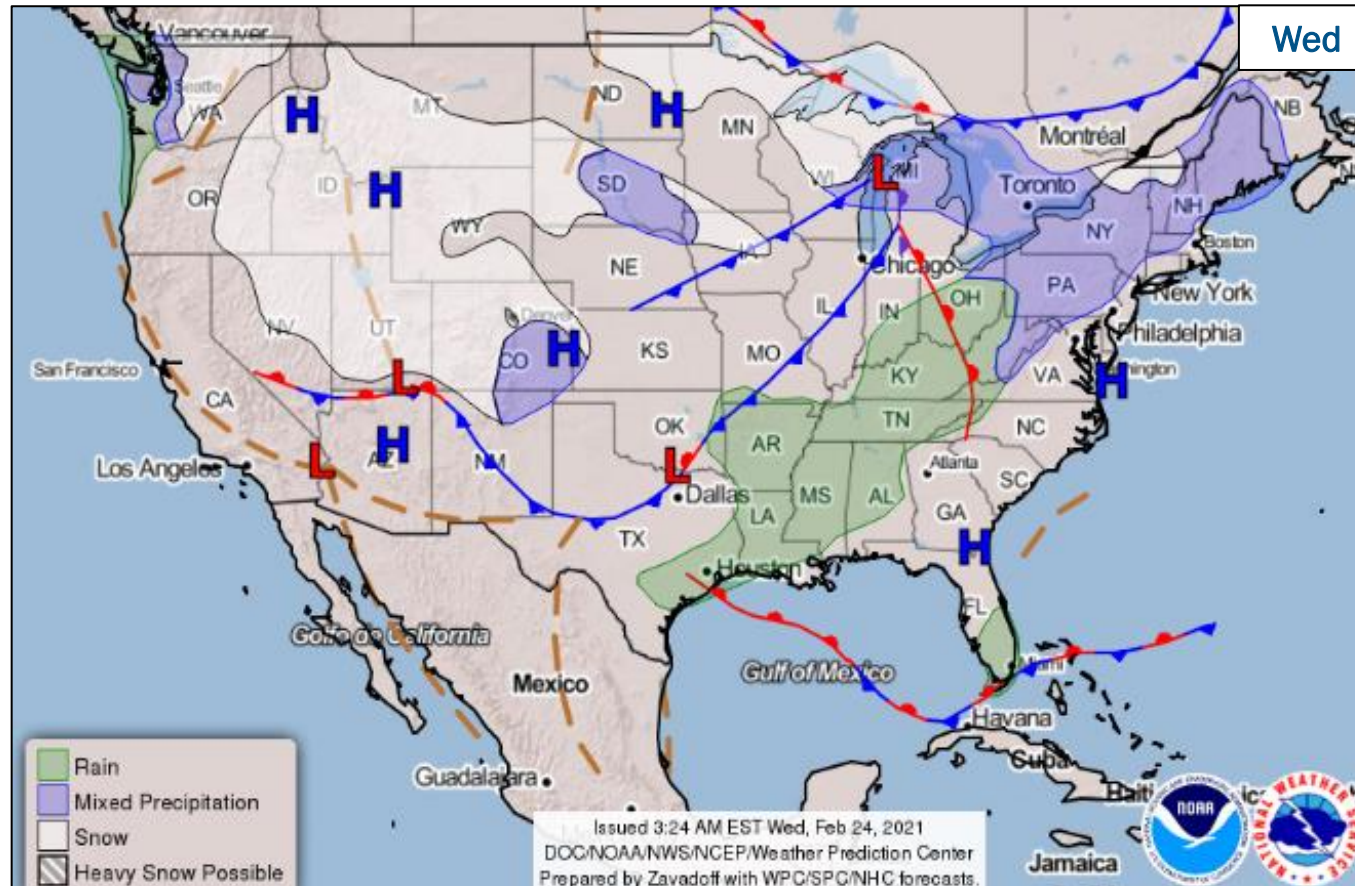 Wed
Vancouver
Seattle
WA
MT
ND
MN
Montréal
NB
OR
ID
SD
WI
MI
Toronto
NH
NY
Boston
WY
IA
NE
Chicago
PA
New York
NV
UT
Denver
IL
IN
OH
Philadelphia
San Francisco
CO
KS
MO
KY
VA
CA
OK
TN
NC
Los Angeles
AZ
NM
AR
Atlanta
SC
Dallas
MS
AL
GA
LA
TX
Houston
FL
Golfo de California
Mexico
Gulf of Mexico
Miami
Havana
Cuba
Guadalajara
Jamaica
H
H
H
H
H
H
H
L
L
L
L
Rain
Mixed Precipitation
Snow
Heavy Snow Possible
Issued 3:24 AM EST Wed, Feb 24, 2021
DOC/NOAA/NWS/NCEP/Weather Prediction Center
Prepared by Zavadoff with WPC/SPC/NHC forecasts.
NOAA
NATIONAL WEATHER SERVICE